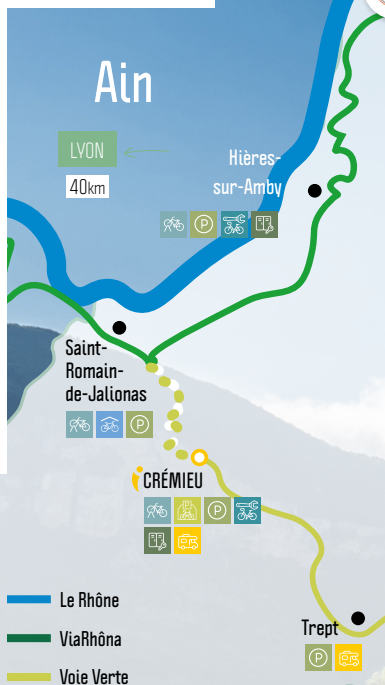 Ain
LYON
40km
Hières-
sur-Amby
P
Saint-
Romain-
de-Jalionas
P
CRÉMIEU
P
Le Rhône
ViaRhôna
Trept
P
Voie Verte